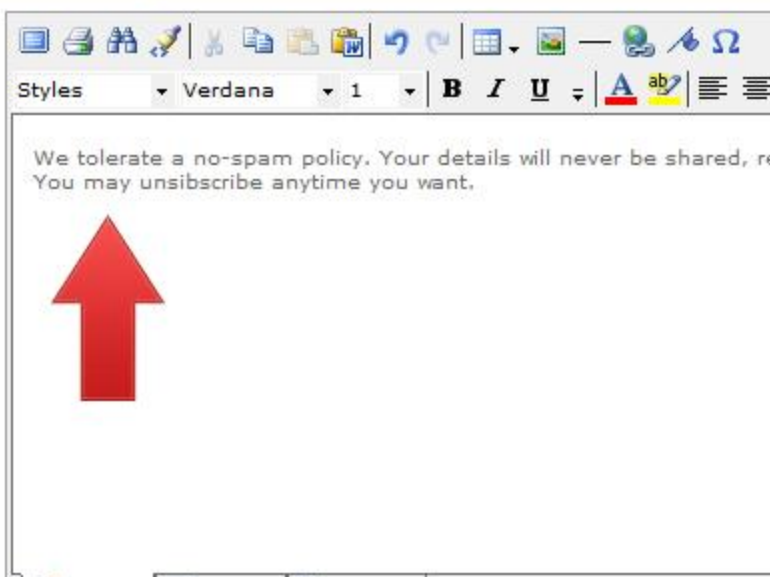 Styles Verdana 1 B I U A ab
We tolerate a no-spam policy. Your details will never be shared,
You may unsibscribe anytime you want.